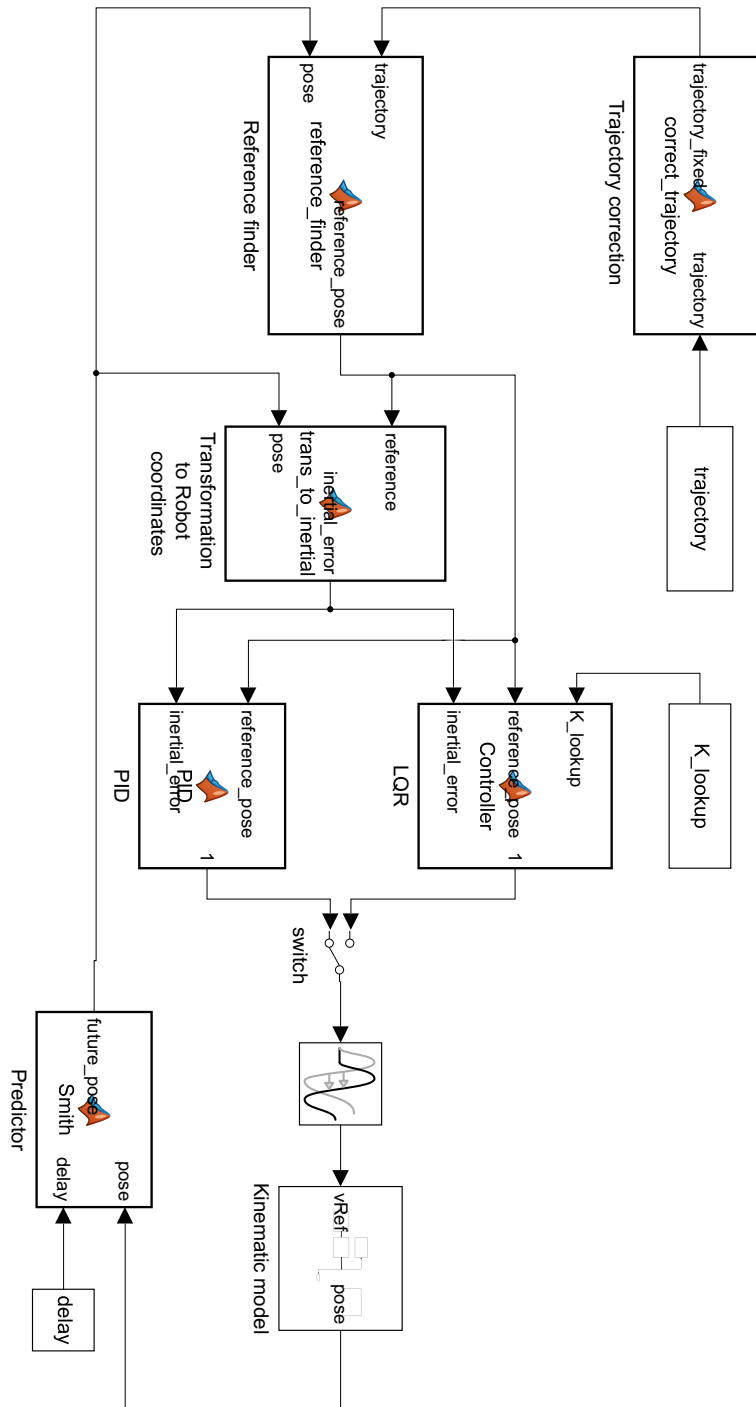 trajectory
trajectory_fixed
correct_trajectory
trajectory
Trajectory correction
trajectory
pose
reference_finder
reference_pose
Reference finder
reference
pose
trans_to_inertial
inertial_error
Transformation
to Robot
coordinates
K_lookup
K_lookup
reference_pose
inertial_error
Controller
1
LQR
reference_pose
inertial_error
PID
1
PID
switch
vRef
pose
Kinematic model
pose
delay
Smith
future_pose
Predictor
delay